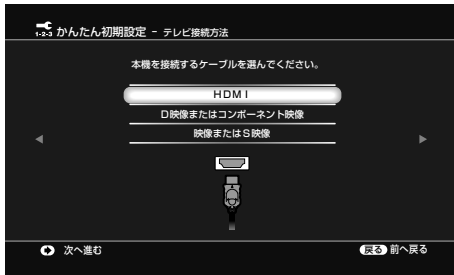 1-2-3 かんたん初期設定 - テレビ接続方法
本機を接続するケーブルを選んでください。
HDMI
D映像またはコンポーネント映像
映像またはS映像
次へ進む 戻る 前へ戻る